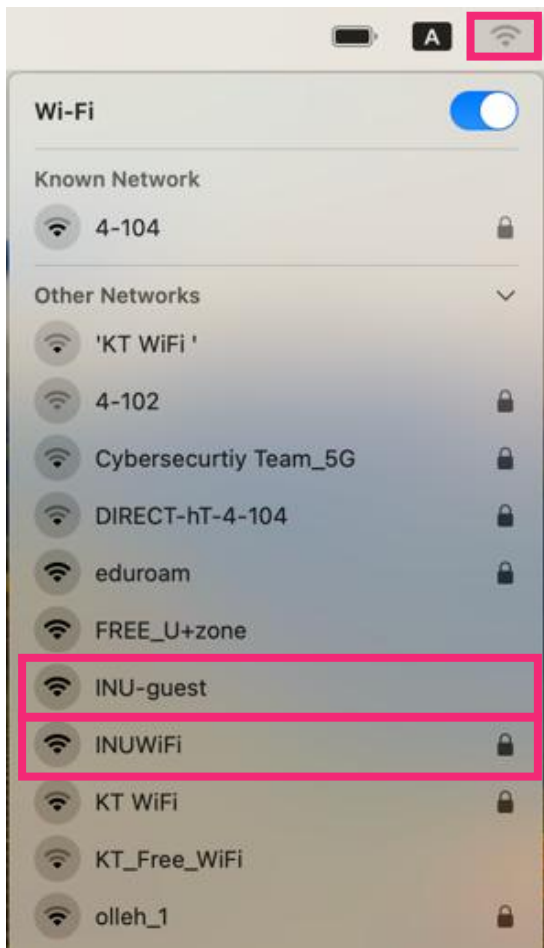 A
Wi-Fi
Known Network
4-104
Other Networks
'KT WiFi '
4-102
Cybersecurtiy Team_5G
DIRECT-hT-4-104
eduroam
FREE_U+zone
INU-guest
INUWiFi
KT WiFi
KT_Free_WiFi
olleh_1